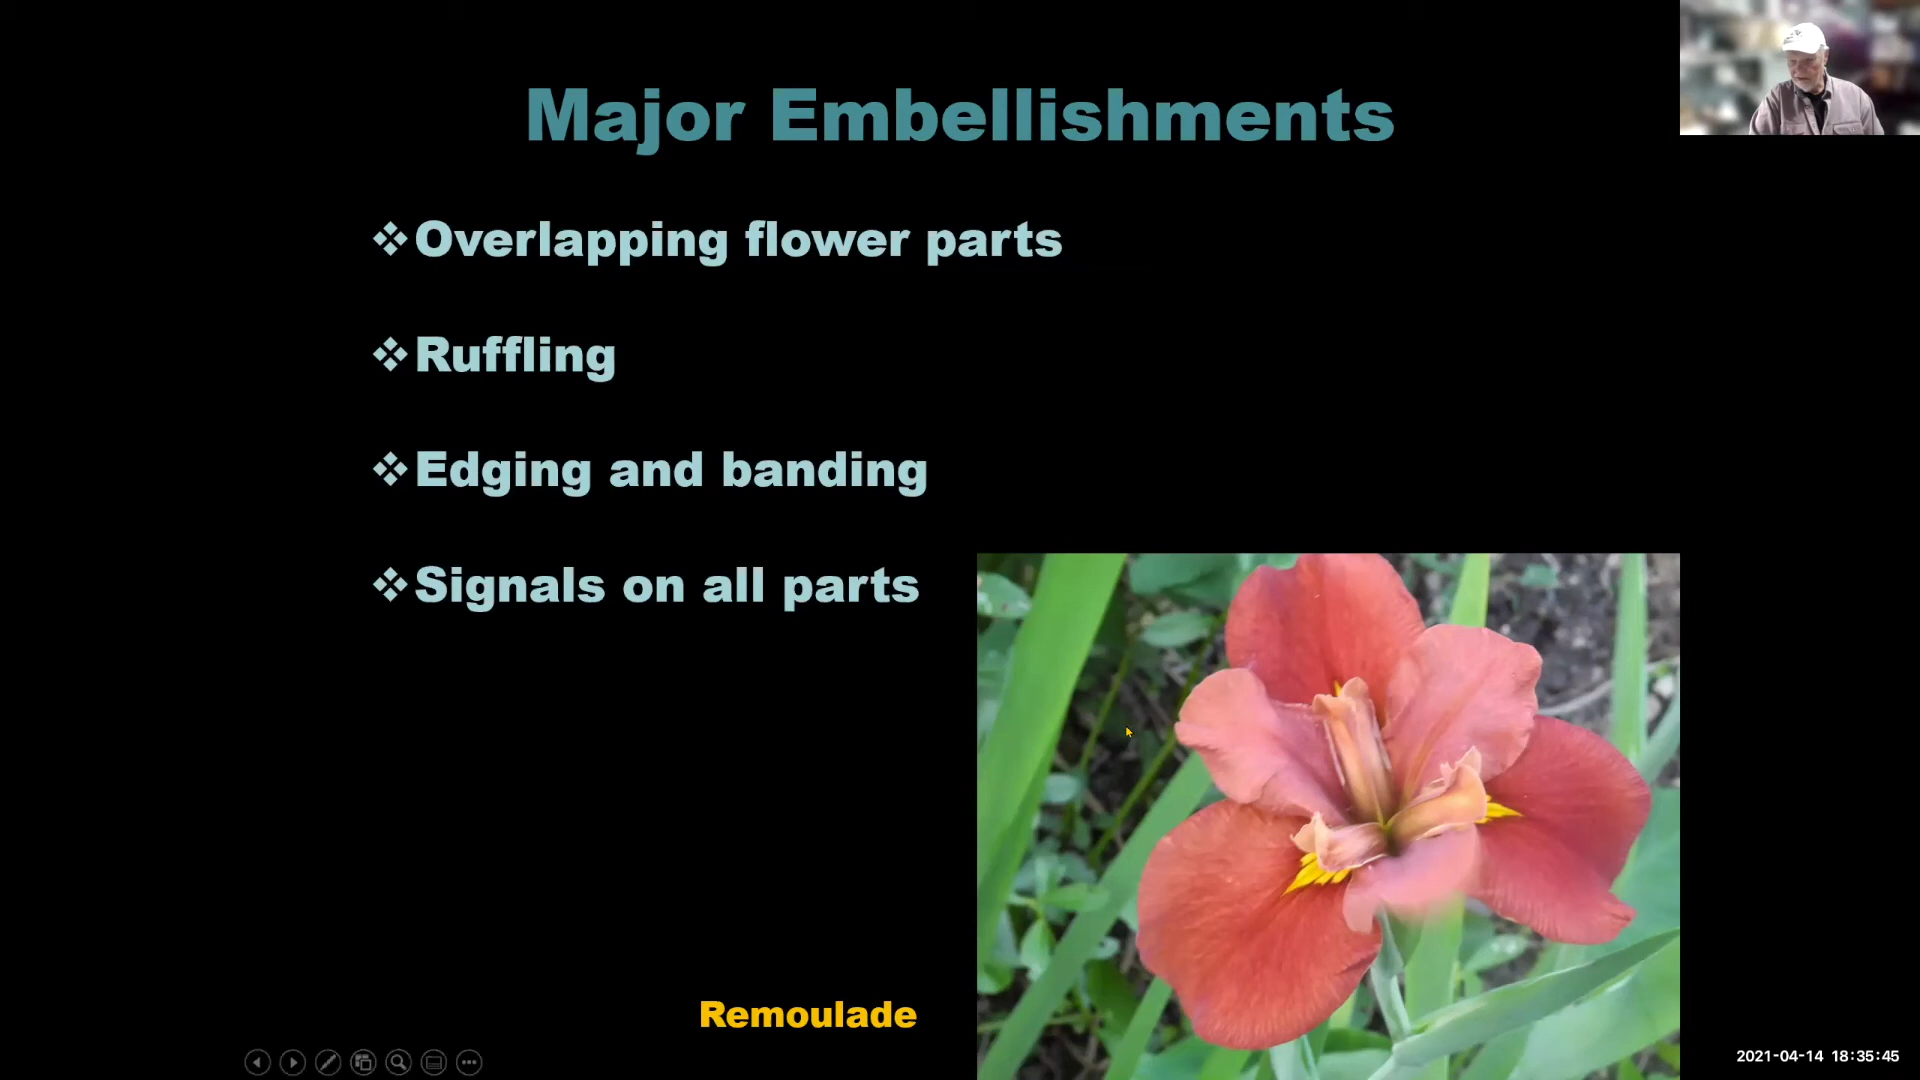 Major Embellishments
❖Overlapping flower parts
❖Ruffling
❖Edging and banding
❖Signals on all parts
Remoulade
2021-04-14 18:35:45